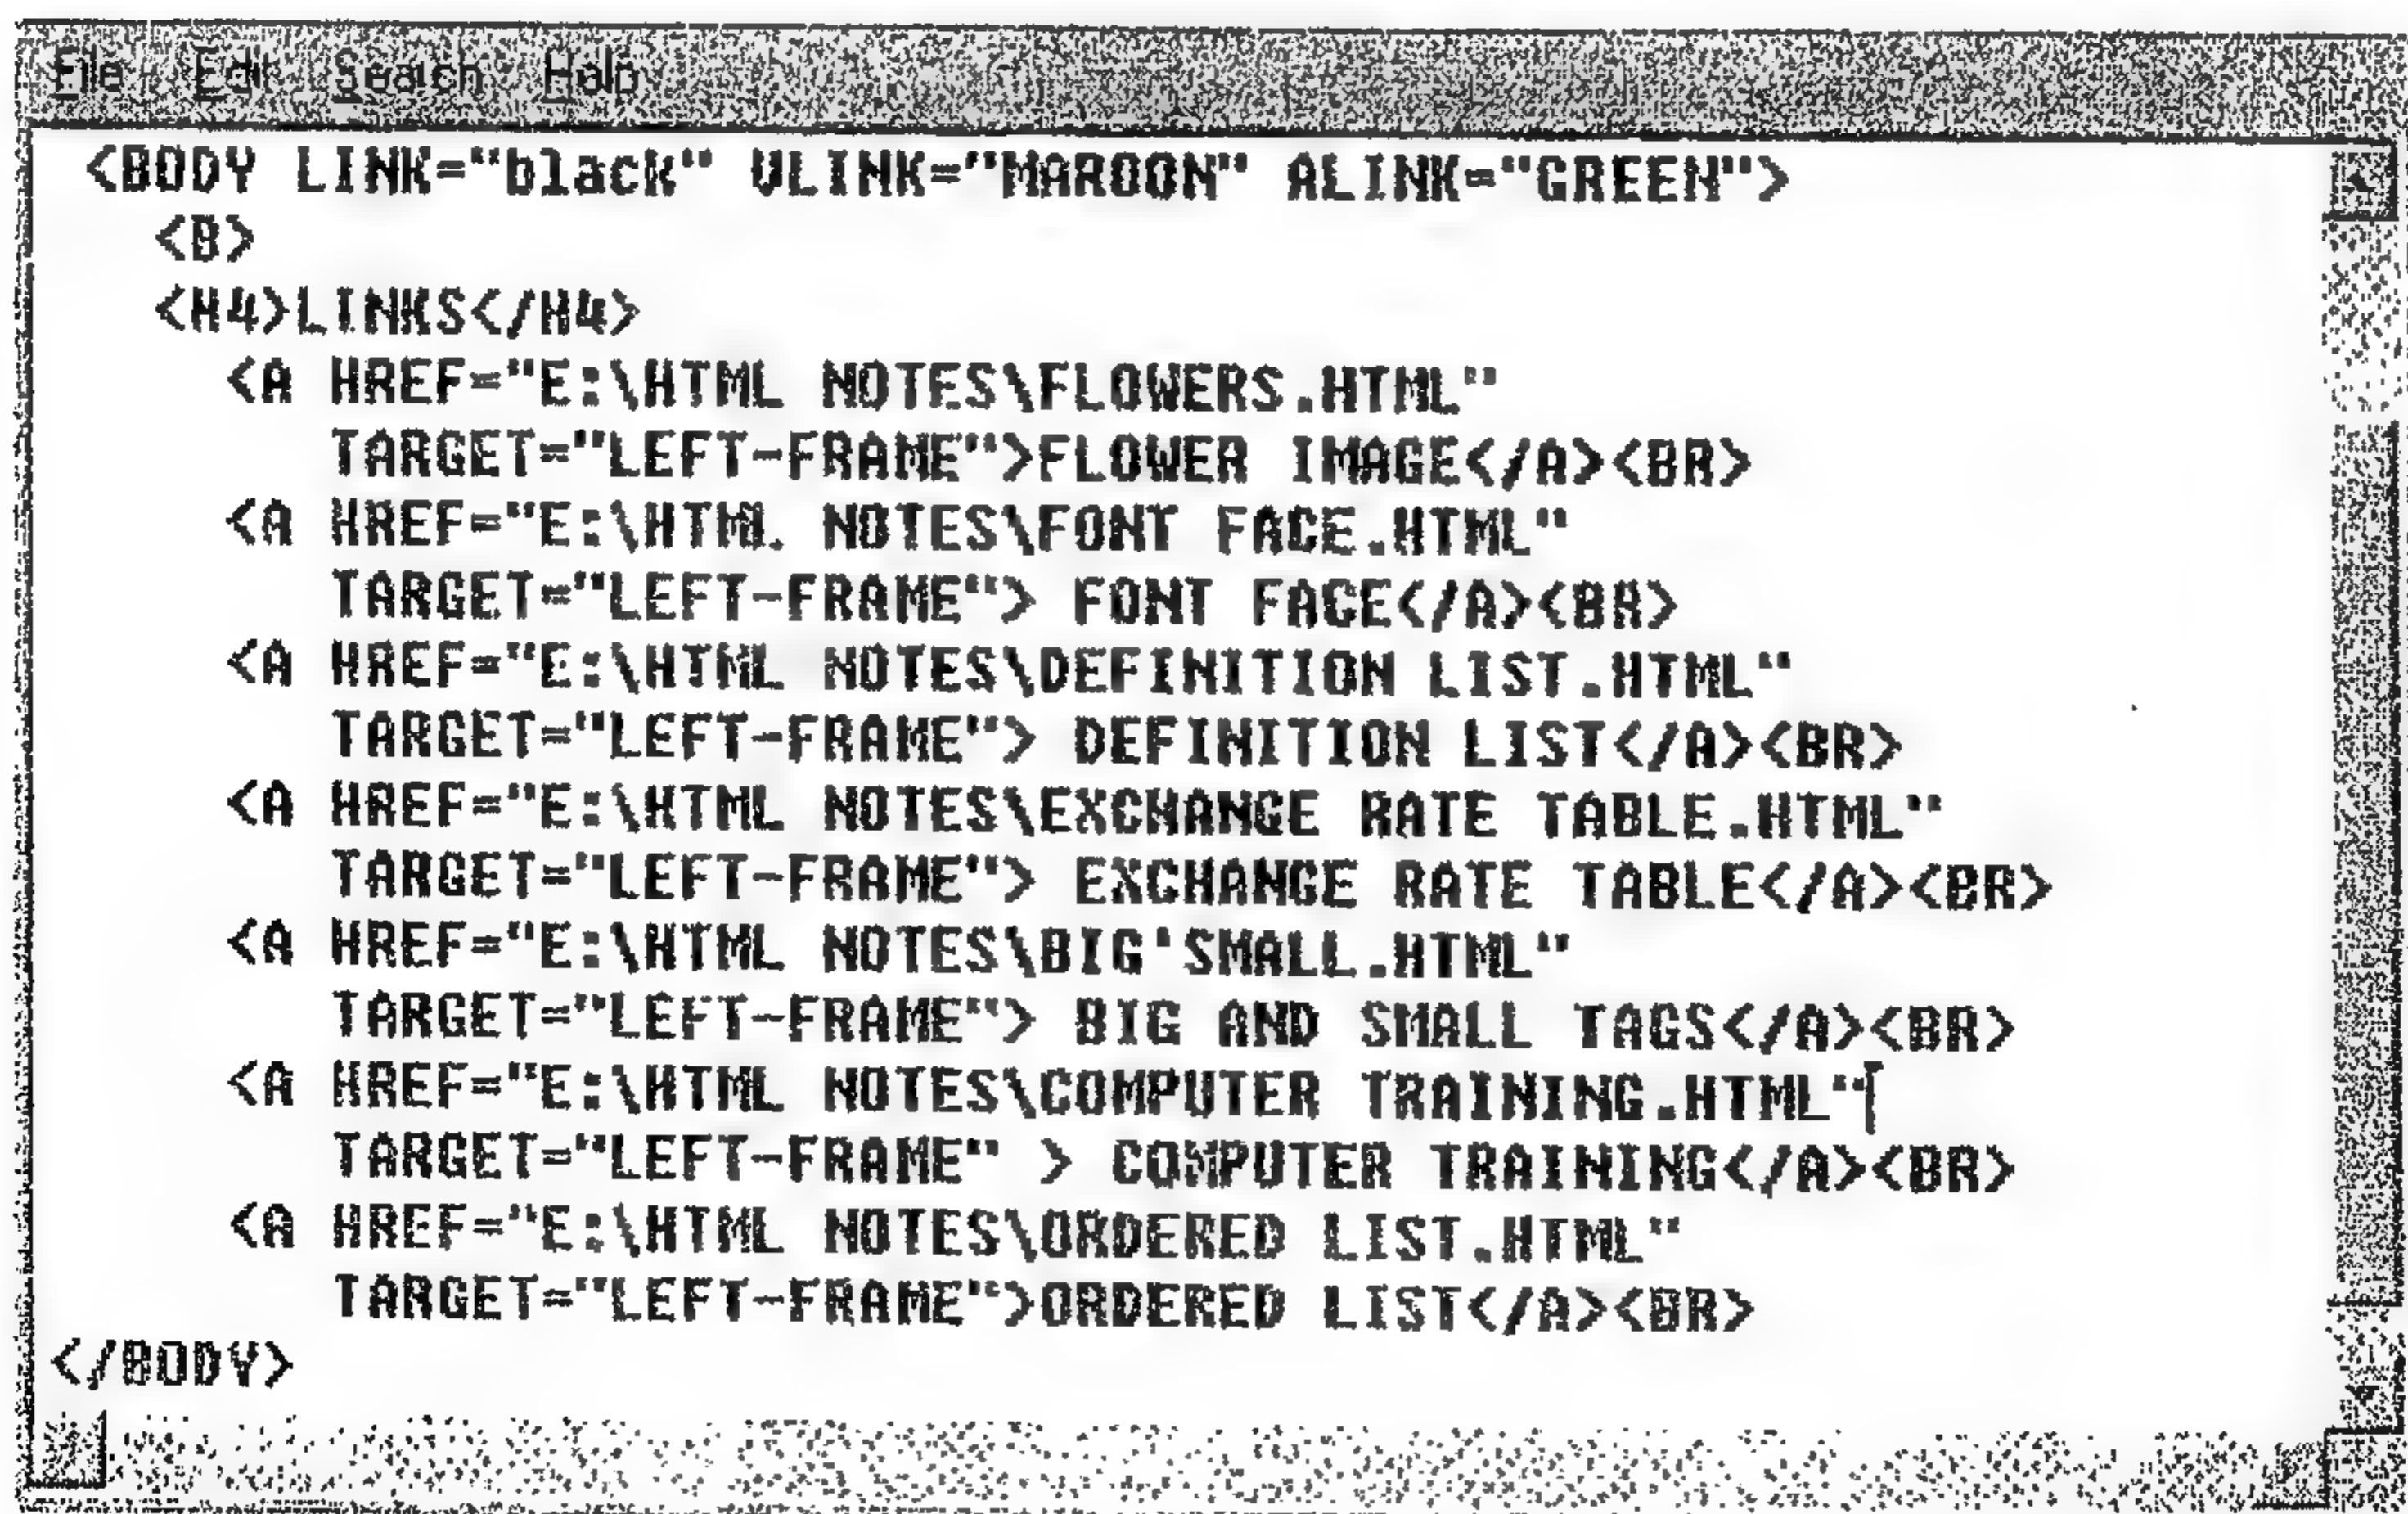 File Edit Search Help
<BODY LINK="black" VLINK="MAROON" ALINK="GREEN">
<B>
<H4>LINKS</H4>
<A HREF="E:\HTML NOTES\FLOWERS.HTML"
TARGET="LEFT-FRAME">FLOWER IMAGE</A><BR>
<A HREF="E:\HTML NOTES\FONT FACE.HTML"
TARGET="LEFT-FRAME"> FONT FACE</A><BR>
<A HREF="E:\HTML NOTES\DEFINITION LIST.HTML"
TARGET="LEFT-FRAME"> DEFINITION LIST</A><BR>
<A HREF="E:\HTML NOTES\EXCHANGE RATE TABLE.HTML"
TARGET="LEFT-FRAME"> EXCHANGE RATE TABLE</A><BR>
<A HREF="E:\HTML NOTES\BIG'SMALL.HTML"
TARGET="LEFT-FRAME"> BIG AND SMALL TAGS</A><BR>
<A HREF="E:\HTML NOTES\COMPUTER TRAINING.HTML"
TARGET="LEFT-FRAME" > COMPUTER TRAINING</A><BR>
<A HREF="E:\HTML NOTES\ORDERED LIST.HTML"
TARGET="LEFT-FRAME">ORDERED LIST</A><BR>
</BODY>